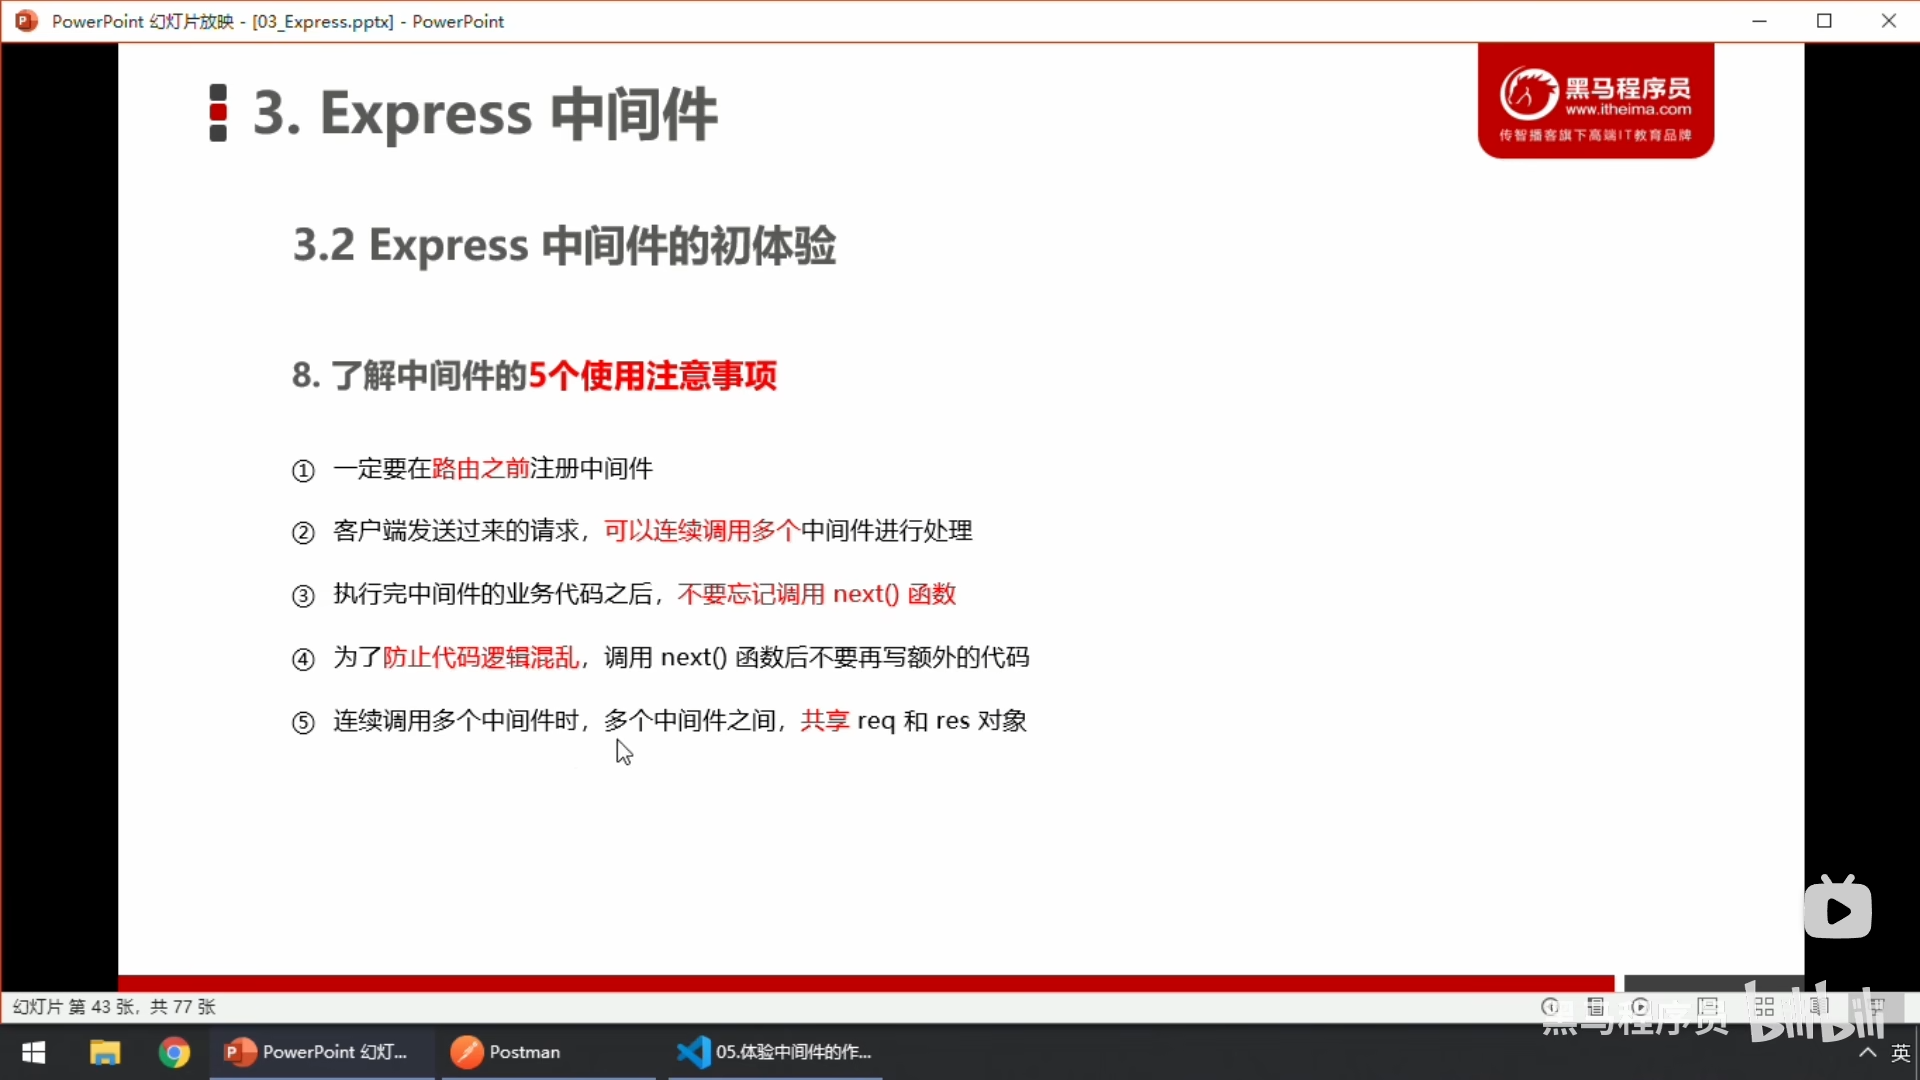 PowerPoint 幻灯片放映 - [03_Express.pptx] - PowerPoint
3. Express 中间件
黑马程序员
www.itheima.com
传智播客旗下高端IT教育品牌
3.2 Express 中间件的初体验
8. 了解中间件的5个使用注意事项
① 一定要在路由之前注册中间件
② 客户端发送过来的请求，可以连续调用多个中间件进行处理
③ 执行完中间件的业务代码之后，不要忘记调用 next() 函数
④ 为了防止代码逻辑混乱，调用 next() 函数后不要再写额外的代码
⑤ 连续调用多个中间件时，多个中间件之间，共享 req 和 res 对象
幻灯片 第 43 张，共 77 张
黑马程序员 bilibili
PowerPoint 幻灯...
Postman
05.体验中间件的作...
英